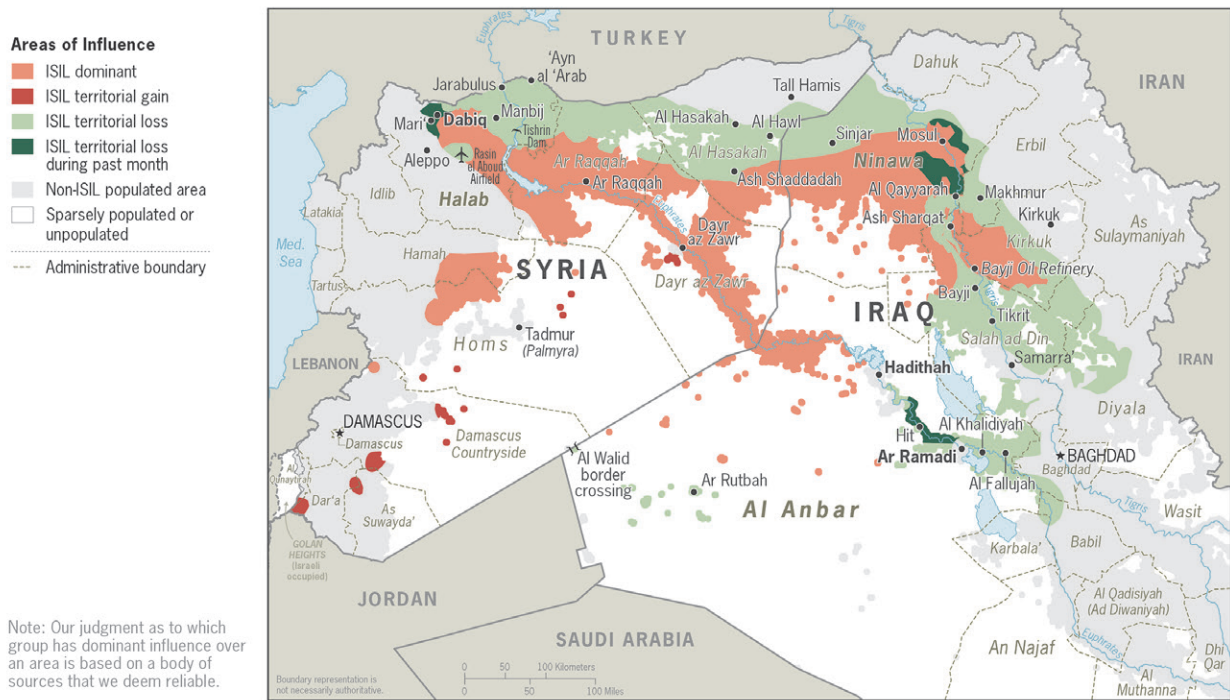 Areas of Influence
ISIL dominant
ISIL territorial gain
ISIL territorial loss
ISIL territorial loss
during past month
Non-ISIL populated area
Sparsely populated or
unpopulated
Administrative boundary
Note: Our judgment as to which
group has dominant influence over
an area is based on a body of
sources that we deem reliable.
TURKEY
Euphrates
Tigris
IRAN
Dahuk
'Ayn
al 'Arab
Jarabulus
Tall Hamis
Manbij
Dabiq
Mari'
Tishrin
Dam
Al Hasakah
Al Hawl
Sinjar
Mosul
Erbil
Aleppo
Rasin
el Aboud
Airfield
Ar Raqqah
Al Hasakah
Ninawa
Idlib
Halab
Ar Raqqah
Ash Shaddadah
Al Qayyarah
Makhmur
Latakia
Euphrates
Dayr
az Zawr
Ash Sharqat
Kirkuk
As
Sulaymaniyah
Med.
Sea
Hamah
Kirkuk
SYRIA
Dayr az Zawr
Bayji Oil Refinery
Tartus
Bayji
Tigris
IRAQ
Tikrit
Tadmur
(Palmyra)
Homs
Salah ad Din
LEBANON
Samarra'
IRAN
Hadithah
Diyala
DAMASCUS
Damascus
Damascus
Countryside
Al Khalidiyah
Hit
Ar Ramadi
BAGHDAD
Baghdad
Al Walid
border
crossing
Al Qunaytirah
Ar Rutbah
Al Fallujah
Dar'a
As
Suwayda'
Al Anbar
Tigris
Wasit
GOLAN
HEIGHTS
(Israeli
occupied)
Karbala'
Babil
JORDAN
Al Qadisiyah
(Ad Diwaniyah)
SAUDI ARABIA
An Najaf
Euphrates
Dhi
Qar
0 50 100 Kilometers
0 50 100 Miles
Boundary representation is
not necessarily authoritative.
Al
Muthanna